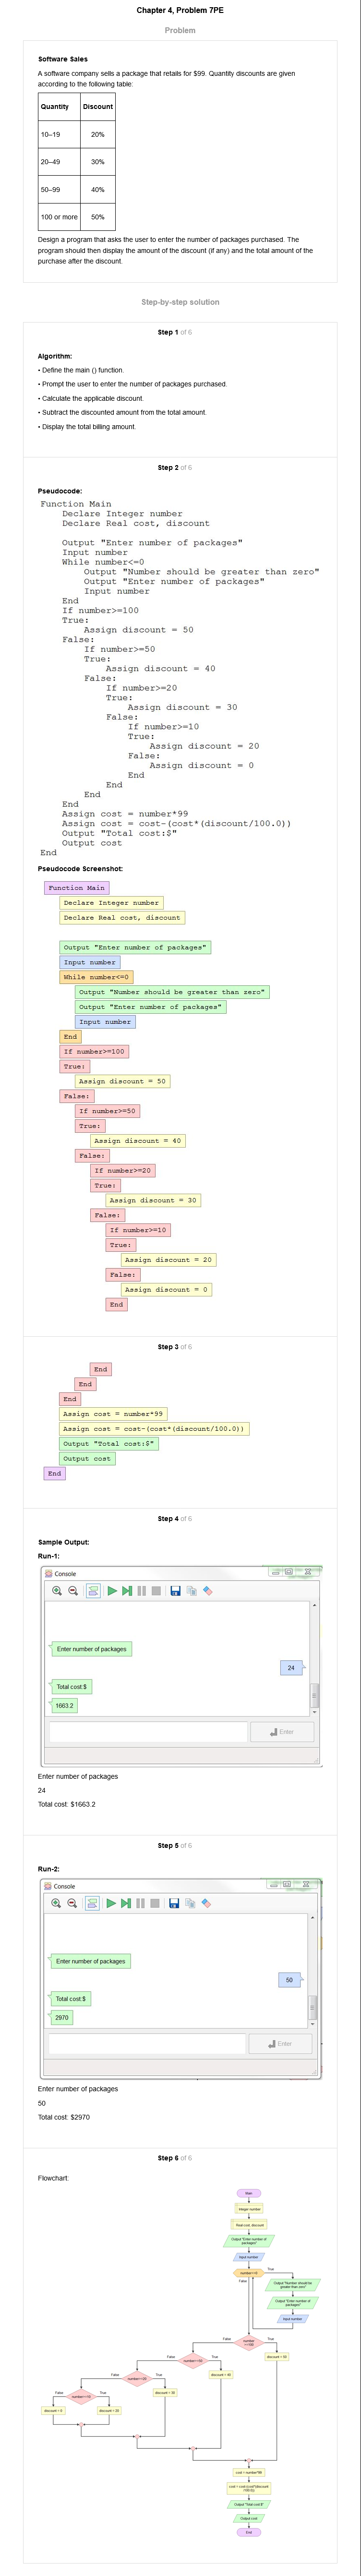 Chapter 4, Problem 7PE
Problem
Software Sales
A software company sells a package that retails for $99. Quantity discounts are given
according to the following table:
Quantity Discount
10–19 20%
20–49 30%
50–99 40%
100 or more 50%
Design a program that asks the user to enter the number of packages purchased. The
program should then display the amount of the discount (if any) and the total amount of the
purchase after the discount.
Step-by-step solution
Step 1 of 6
Algorithm:
• Define the main () function.
• Prompt the user to enter the number of packages purchased.
• Calculate the applicable discount.
• Subtract the discounted amount from the total amount.
• Display the total billing amount.
Step 2 of 6
Pseudocode:
Function Main
Declare Integer number
Declare Real cost, discount
Output "Enter number of packages"
Input number
While number<=0
Output "Number should be greater than zero"
Output "Enter number of packages"
Input number
End
If number>=100
True:
Assign discount = 50
False:
If number>=50
True:
Assign discount = 40
False:
If number>=20
True:
Assign discount = 30
False:
If number>=10
True:
Assign discount = 20
False:
Assign discount = 0
End
End
End
End
Assign cost = number*99
Assign cost = cost-(cost*(discount/100.0))
Output "Total cost:$"
Output cost
End
Pseudocode Screenshot:
Function Main
Declare Integer number
Declare Real cost, discount
Output "Enter number of packages"
Input number
While number<=0
Output "Number should be greater than zero"
Output "Enter number of packages"
Input number
End
If number>=100
True:
Assign discount = 50
False:
If number>=50
True:
Assign discount = 40
False:
If number>=20
True:
Assign discount = 30
False:
If number>=10
True:
Assign discount = 20
False:
Assign discount = 0
End
Step 3 of 6
End
End
End
Assign cost = number*99
Assign cost = cost-(cost*(discount/100.0))
Output "Total cost:$"
Output cost
End
Step 4 of 6
Sample Output:
Run-1:
Console
Enter number of packages
24
Total cost:$
1663.2
Enter
Enter number of packages
24
Total cost: $1663.2
Step 5 of 6
Run-2:
Console
Enter number of packages
50
Total cost:$
2970
Enter
Enter number of packages
50
Total cost: $2970
Step 6 of 6
Flowchart:
Main
Integer number
Real cost, discount
Output "Enter number of
packages"
Input number
number<=0
True
False
Output "Number should be
greater than zero"
Output "Enter number of
packages"
Input number
False
number
>=100
True
False
number>=50
True
discount = 50
False
number>=20
True
discount = 40
False
number>=10
True
discount = 30
discount = 0
discount = 20
cost = number*99
Output "Total cost:$"
Output cost
End